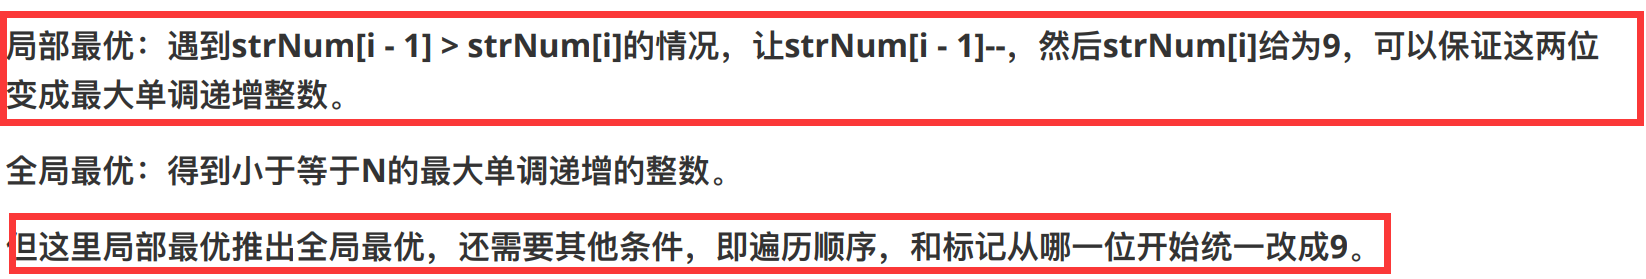 局部最优：遇到strNum[i - 1] > strNum[i]的情况，让strNum[i - 1]--，然后strNum[i]给为9，可以保证这两位
变成最大单调递增整数。
全局最优：得到小于等于N的最大单调递增的整数。
但这里局部最优推出全局最优，还需要其他条件，即遍历顺序，和标记从哪一位开始统一改成9。